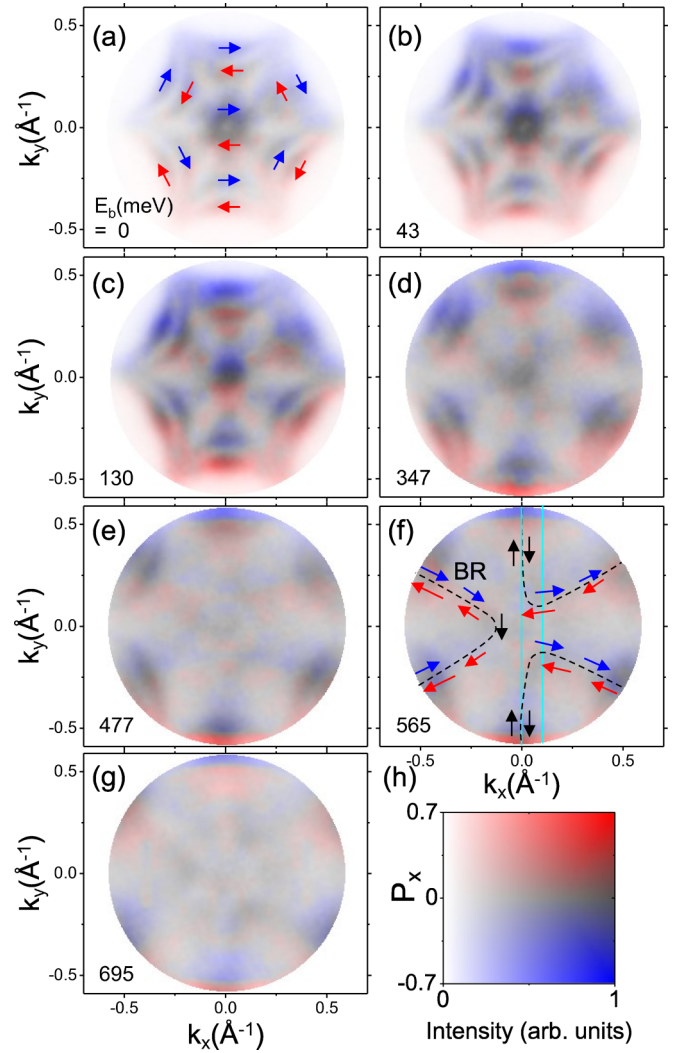 (a)
(b)
k_y(Å⁻¹)
0.5
0.0
-0.5
E_b(meV)
= 0
43
(c)
(d)
k_y(Å⁻¹)
0.5
0.0
-0.5
130
347
(e)
(f)
k_y(Å⁻¹)
0.5
0.0
-0.5
BR
477
565
-0.5 0.0 0.5
k_x(Å⁻¹)
(g)
(h)
k_y(Å⁻¹)
0.5
0.0
-0.5
695
-0.5 0.0 0.5
k_x(Å⁻¹)
P_x
0.7
0
-0.7
0 1
Intensity (arb. units)